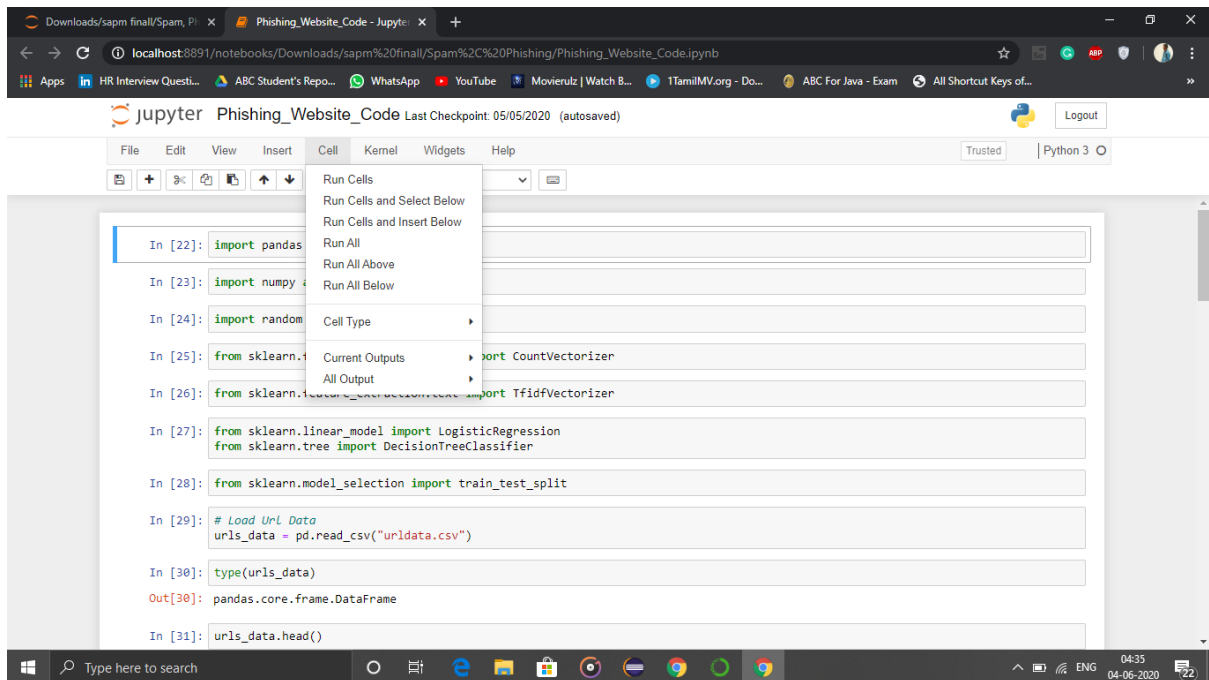 Downloads/sapm finall/Spam, Ph
Phishing_Website_Code - Jupyte
localhost:8891/notebooks/Downloads/sapm%20finall/Spam%2C%20Phishing/Phishing_Website_Code.ipynb
ABP
Apps
in HR Interview Questi...
ABC Student's Repo...
WhatsApp
YouTube
Movierulz | Watch B...
1TamilMV.org - Do...
ABC For Java - Exam
All Shortcut Keys of...
»
jupyter Phishing_Website_Code Last Checkpoint: 05/05/2020 (autosaved)
Logout
File Edit View Insert Cell Kernel Widgets Help
Trusted
Python 3
Run Cells
Run Cells and Select Below
Run Cells and Insert Below
Run All
Run All Above
Run All Below
Cell Type
Current Outputs
All Output
In [22]: import pandas
In [23]: import numpy
In [24]: import random
In [25]: from sklearn. port CountVectorizer
In [26]: from sklearn.feature_extraction.text import TfidfVectorizer
In [27]: from sklearn.linear_model import LogisticRegression
from sklearn.tree import DecisionTreeClassifier
In [28]: from sklearn.model_selection import train_test_split
In [29]: # Load Url Data
urls_data = pd.read_csv("urldata.csv")
In [30]: type(urls_data)
Out[30]: pandas.core.frame.DataFrame
In [31]: urls_data.head()
Type here to search
ENG
04:35
04-06-2020
22